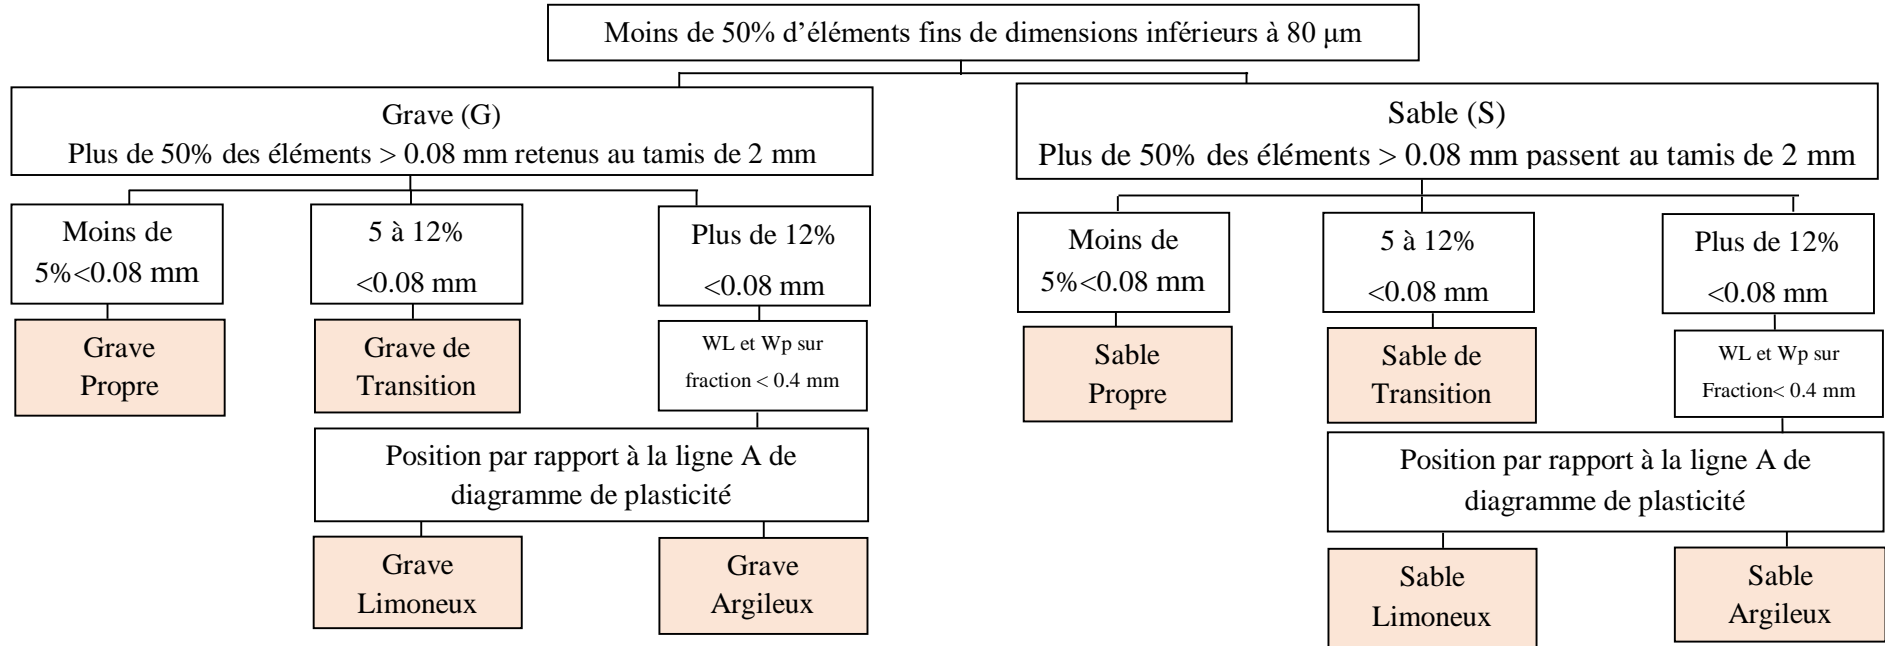 Moins de 50% d'éléments fins de dimensions inférieurs à 80 µm
Grave (G)
Plus de 50% des éléments > 0.08 mm retenus au tamis de 2 mm
Sable (S)
Plus de 50% des éléments > 0.08 mm passent au tamis de 2 mm
Moins de
5%<0.08 mm
5 à 12%
<0.08 mm
Plus de 12%
<0.08 mm
Moins de
5%<0.08 mm
5 à 12%
<0.08 mm
Plus de 12%
<0.08 mm
Grave
Propre
Grave de
Transition
WL et Wp sur
fraction < 0.4 mm
Sable
Propre
Sable de
Transition
WL et Wp sur
Fraction< 0.4 mm
Position par rapport à la ligne A de
diagramme de plasticité
Position par rapport à la ligne A de
diagramme de plasticité
Grave
Limoneux
Grave
Argileux
Sable
Limoneux
Sable
Argileux